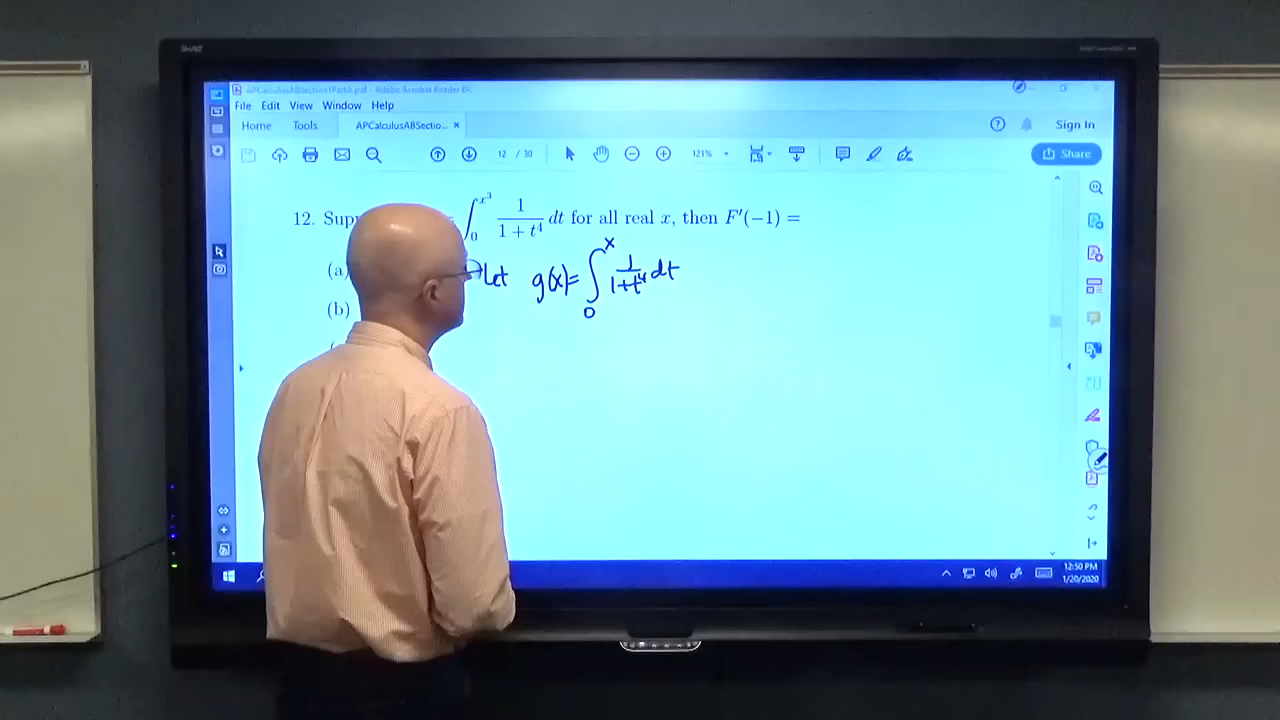 SMART
APCalculusABSection1PartA.pdf - Adobe Acrobat Reader DC
File Edit View Window Help
Home Tools APCalculusABSectio... × Sign In
12 / 30 121% Share
12. ∫₀^{x³} 1/(1 + t⁴) dt for all real x, then F′(−1) =
(a)
Let g(x) = ∫₀^x 1/(1+t⁴) dt
(b)
12:50 PM
1/20/2020